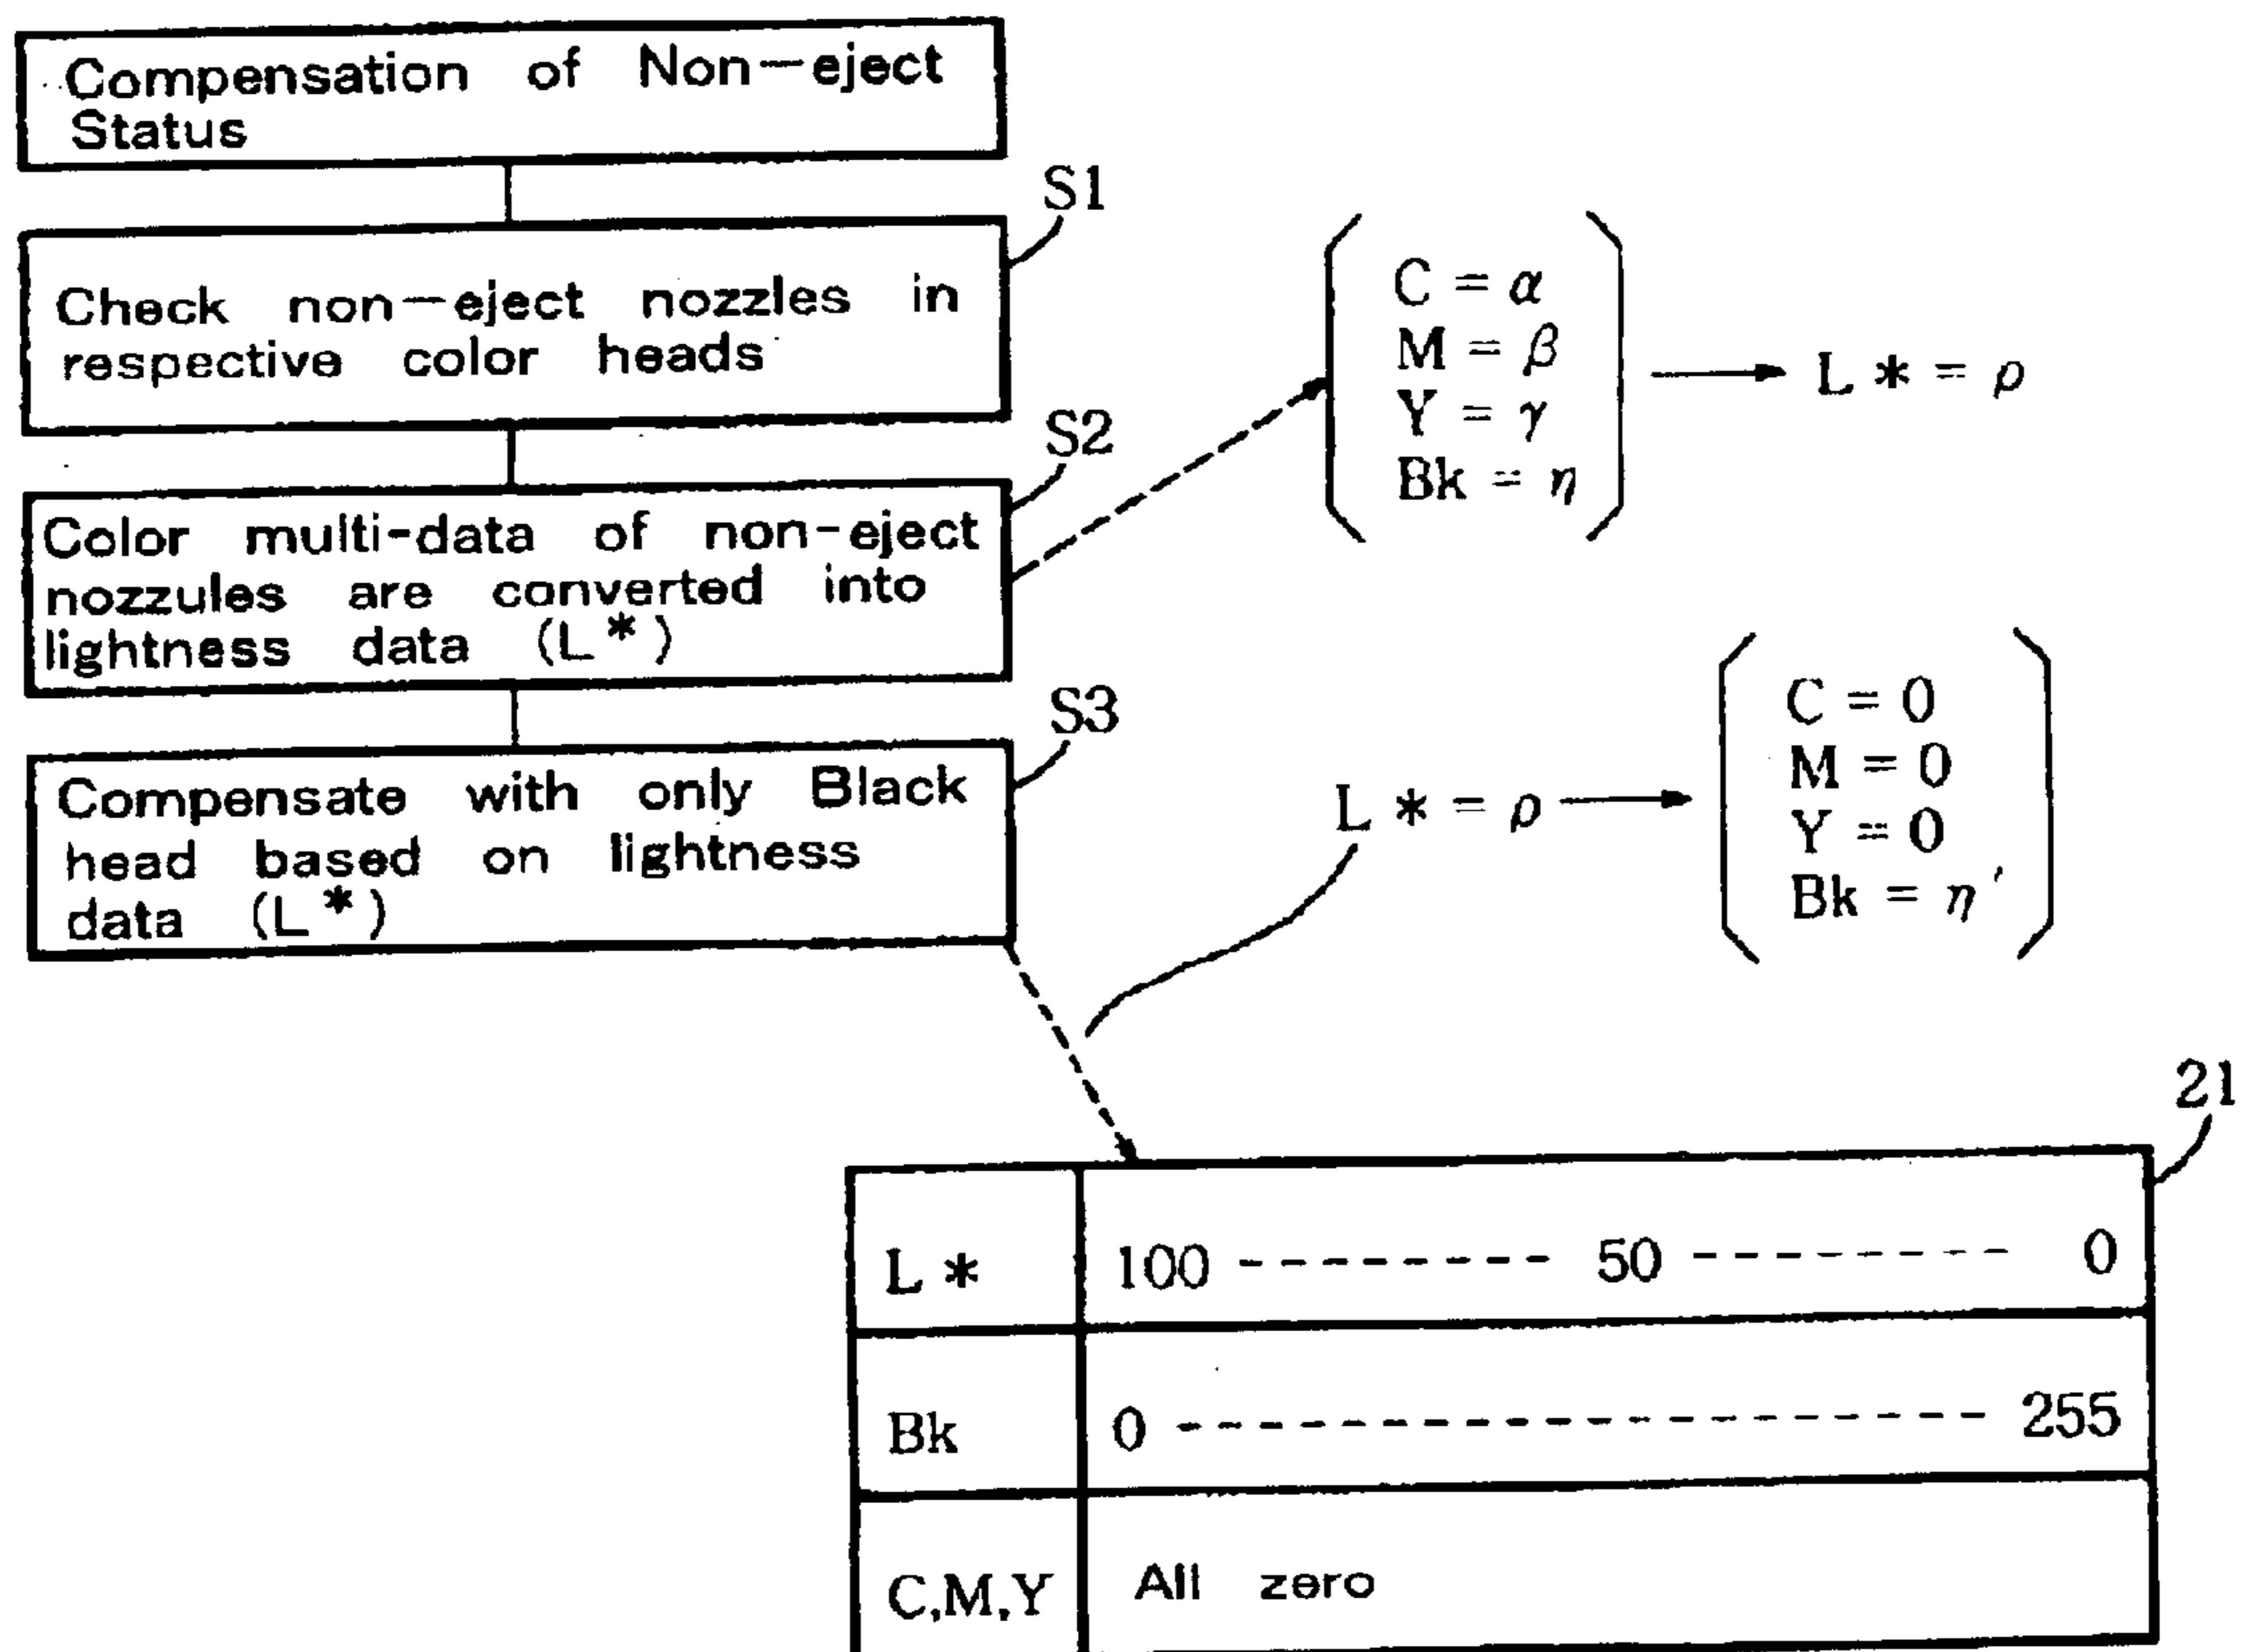 Compensation of Non-eject
Status
S1
Check non-eject nozzles in
respective color heads
S2
Color multi-data of non-eject
nozzules are converted into
lightness data (L*)
S3
Compensate with only Black
head based on lightness
data (L*)
C = α
M = β
Y = γ
Bk = η
L * = ρ
L * = ρ
C = 0
M = 0
Y = 0
Bk = η'
21
L * 100 --------- 50 --------- 0
Bk 0 --------------------- 255
C,M,Y All zero